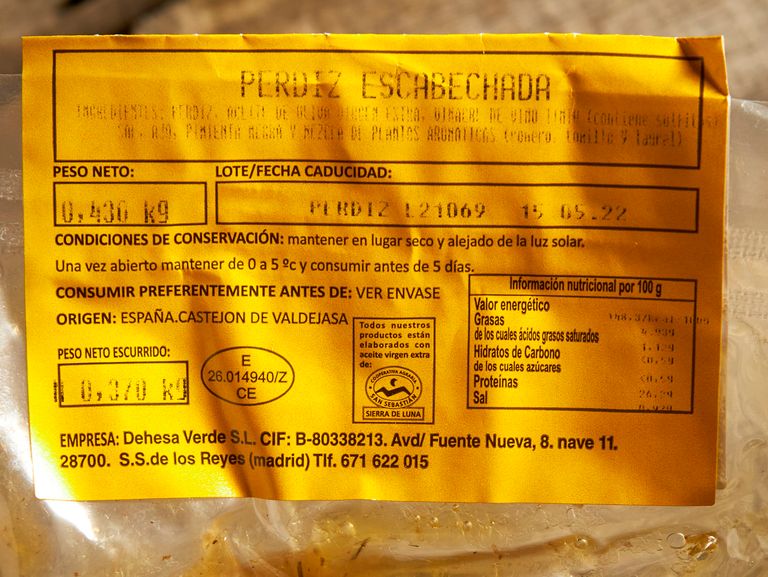 PERDIZ ESCABECHADA
INGREDIENTES: PERDIZ, ACEITE DE OLIVA VIRGEN EXTRA, VINAGRE DE VINO TINTO (contiene sulfitos)
SAL, AJO, PIMIENTA NEGRA Y MEZCLA DE PLANTAS AROMATICAS (romero, tomillo y laurel)
PESO NETO: LOTE/FECHA CADUCIDAD:
0,430 kg PERDIZ L21069 15 05.22
CONDICIONES DE CONSERVACIÓN: mantener en lugar seco y alejado de la luz solar.
Una vez abierto mantener de 0 a 5 ºc y consumir antes de 5 días.
CONSUMIR PREFERENTEMENTE ANTES DE: VER ENVASE
ORIGEN: ESPAÑA.CASTEJON DE VALDEJASA
PESO NETO ESCURRIDO:
0,370 kg
E
26.014940/Z
CE
Todos nuestros
productos están
elaborados con
aceite virgen extra
de:
COOPERATIVA AGRARIA
SAN SEBASTIÁN
SIERRA DE LUNA
Información nutricional por 100 g
Valor energético
Grasas
de los cuales ácidos grasos saturados
Hidratos de Carbono
de los cuales azúcares
Proteínas
Sal
EMPRESA: Dehesa Verde S.L. CIF: B-80338213. Avd/ Fuente Nueva, 8. nave 11.
28700. S.S.de los Reyes (madrid) Tlf. 671 622 015